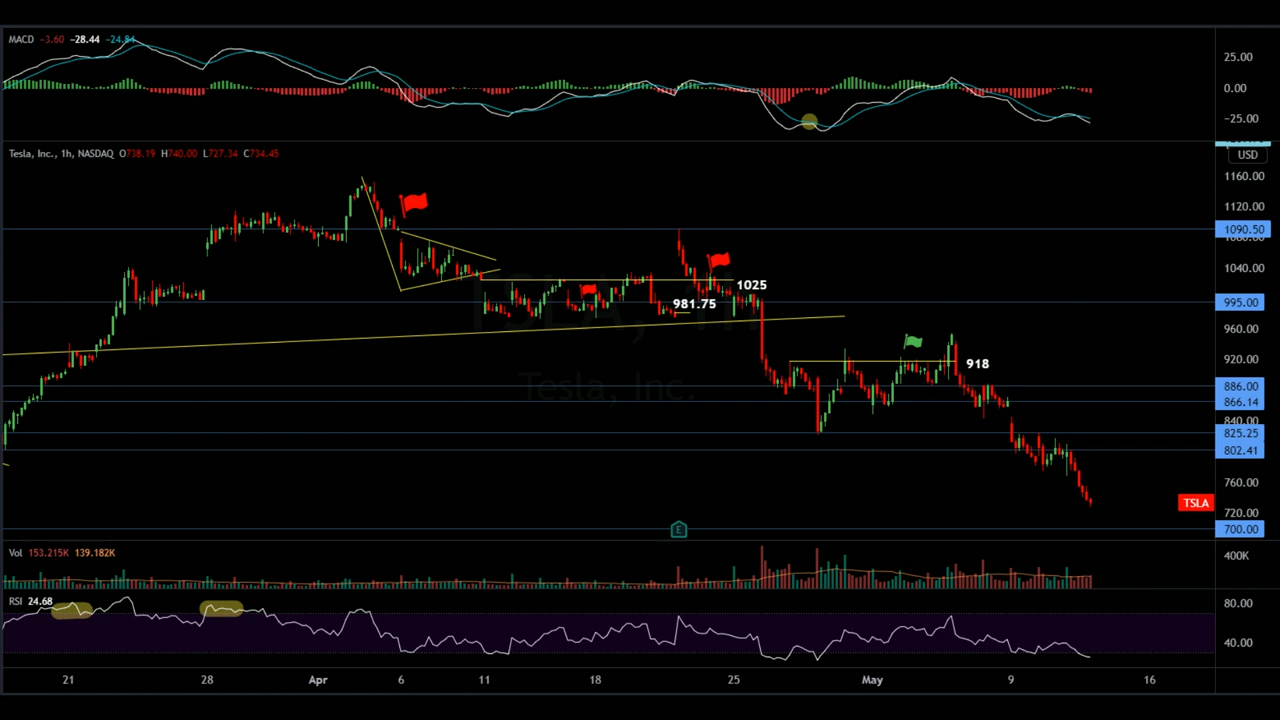 MACD −3.60 −28.44 −24.84
25.00
0.00
−25.00
Tesla, Inc., 1h, NASDAQ O738.19 H740.00 L727.34 C734.45
USD
1160.00
1120.00
1090.50
1080.00
1040.00
1025
981.75
995.00
960.00
920.00
918
Tesla, Inc.
886.00
866.14
840.00
825.25
802.41
760.00
TSLA
720.00
700.00
E
Vol 153.215K 139.182K
400K
RSI 24.68
80.00
40.00
21 28 Apr 6 11 18 25 May 9 16